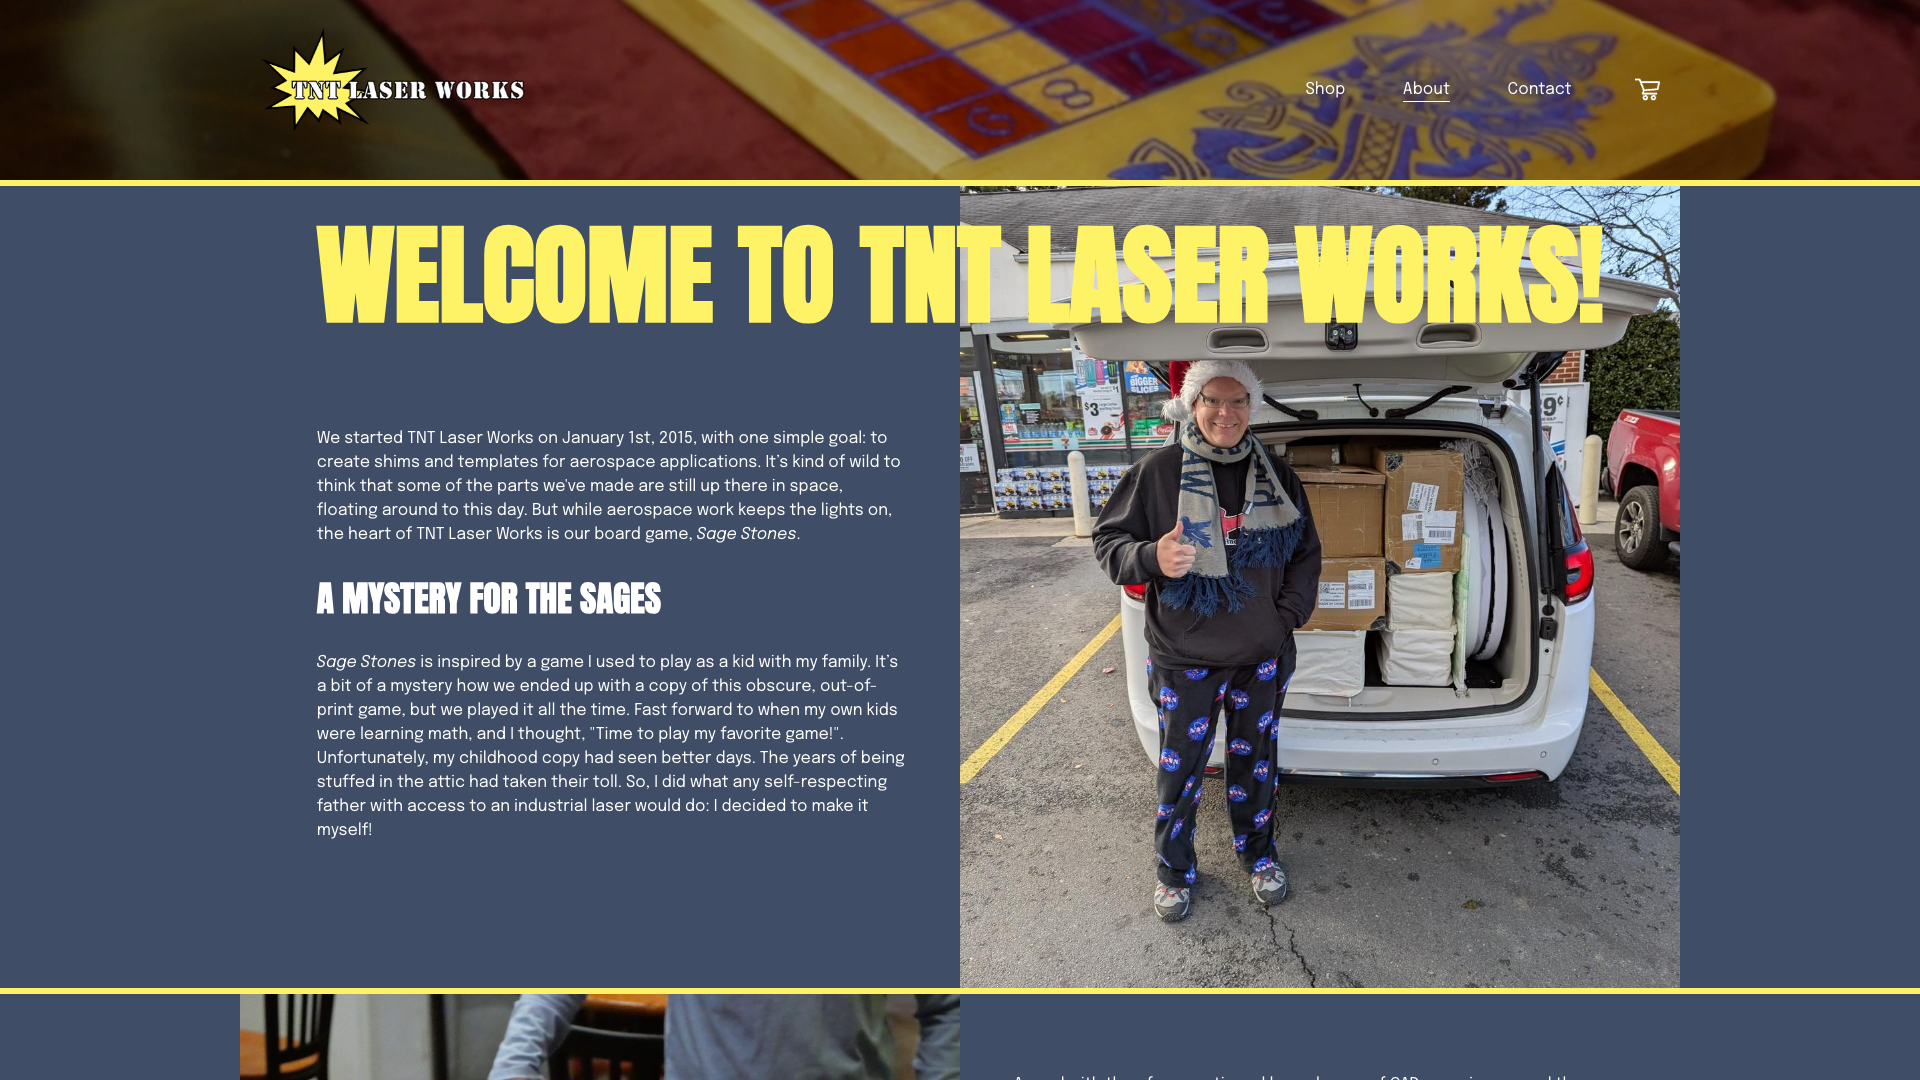 TNT LASER WORKS
Shop
About
Contact
WELCOME TO TNT LASER WORKS!
We started TNT Laser Works on January 1st, 2015, with one simple goal: to
create shims and templates for aerospace applications. It’s kind of wild to
think that some of the parts we've made are still up there in space,
floating around to this day. But while aerospace work keeps the lights on,
the heart of TNT Laser Works is our board game, Sage Stones.
A MYSTERY FOR THE SAGES
Sage Stones is inspired by a game I used to play as a kid with my family. It’s
a bit of a mystery how we ended up with a copy of this obscure, out-of-
print game, but we played it all the time. Fast forward to when my own kids
were learning math, and I thought, "Time to play my favorite game!".
Unfortunately, my childhood copy had seen better days. The years of being
stuffed in the attic had taken their toll. So, I did what any self-respecting
father with access to an industrial laser would do: I decided to make it
myself!
BIGGER
SLICES
$3
9¢